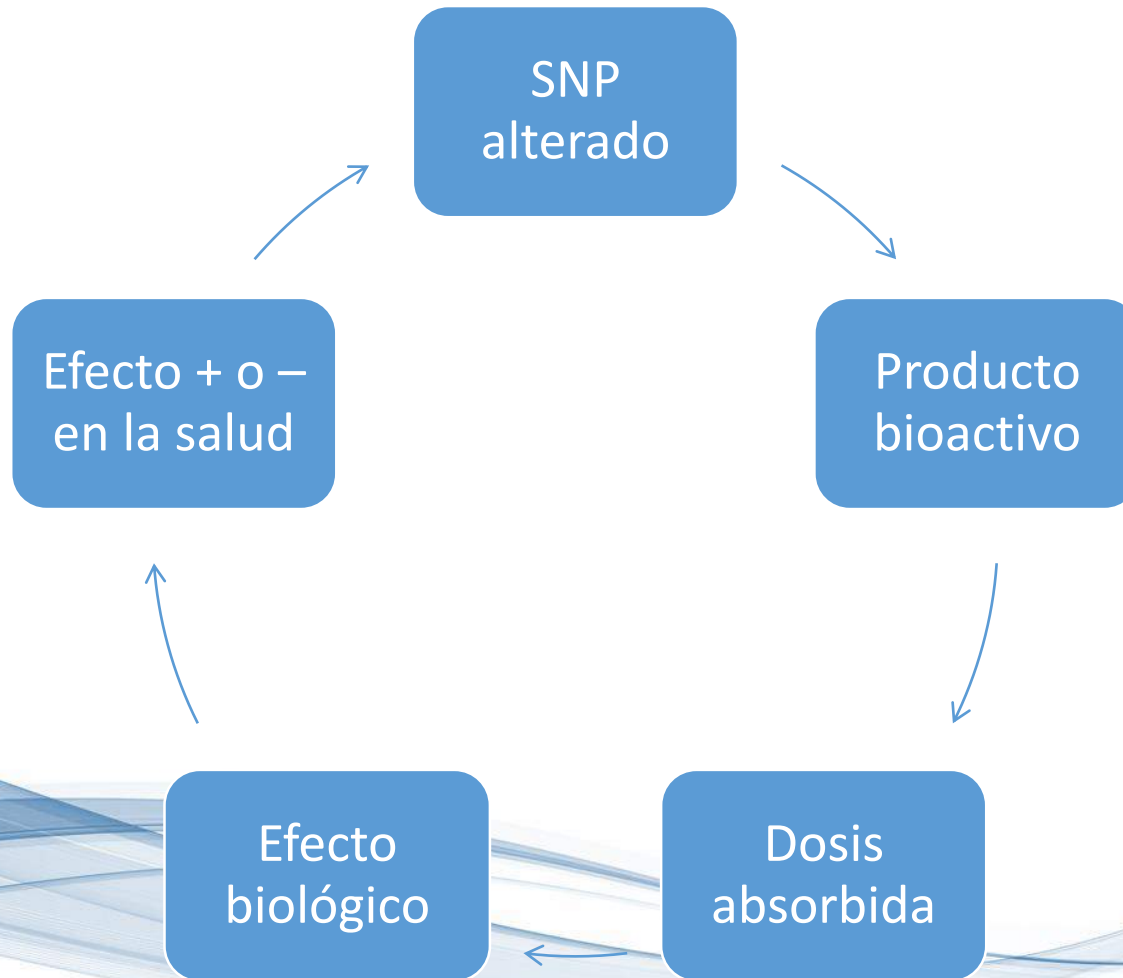 SNP
alterado
Producto
bioactivo
Dosis
absorbida
Efecto
biológico
Efecto + o –
en la salud